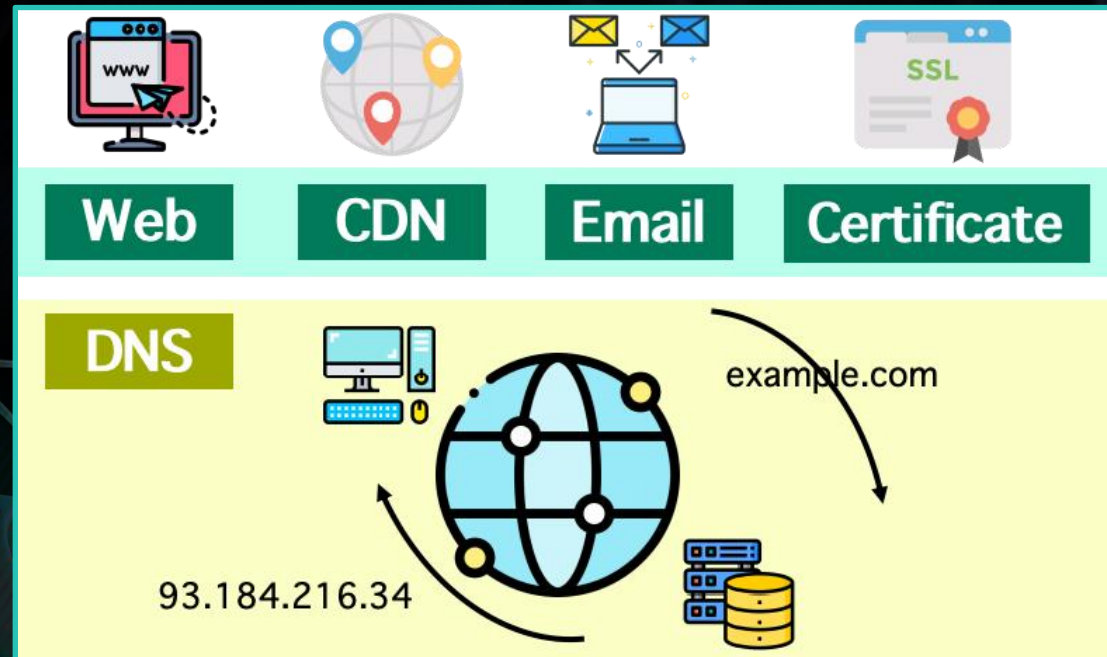 www
SSL
Web
CDN
Email
Certificate
DNS
example.com
93.184.216.34